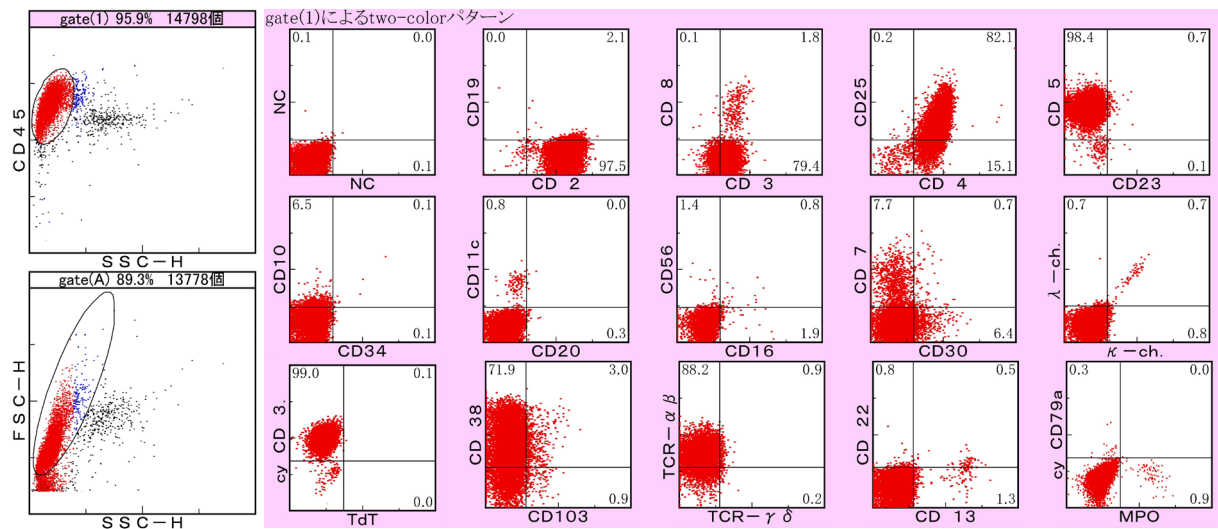 gate(1) 95.9% 14798個
CD45
SSC-H
gate(A) 89.3% 13778個
FSC-H
SSC-H
gate(1)によるtwo-colorパターン
0.1 0.0
NC
0.1
NC
0.0 2.1
CD19
97.5
CD 2
0.1 1.8
CD 8
79.4
CD 3
0.2 82.1
CD25
15.1
CD 4
98.4 0.7
CD 5
0.1
CD23
6.5 0.1
CD10
0.1
CD34
0.8 0.0
CD11c
0.3
CD20
1.4 0.8
CD56
1.9
CD16
7.7 0.7
CD 7
6.4
CD30
0.7 0.7
λ-ch.
0.8
κ-ch.
99.0 0.1
cy CD3.
0.0
TdT
71.9 3.0
CD 38
0.9
CD103
88.2 0.9
TCR-αβ
0.2
TCR-γδ
0.8 0.5
CD 22
1.3
CD 13
0.3 0.0
cy CD79a
0.9
MPO